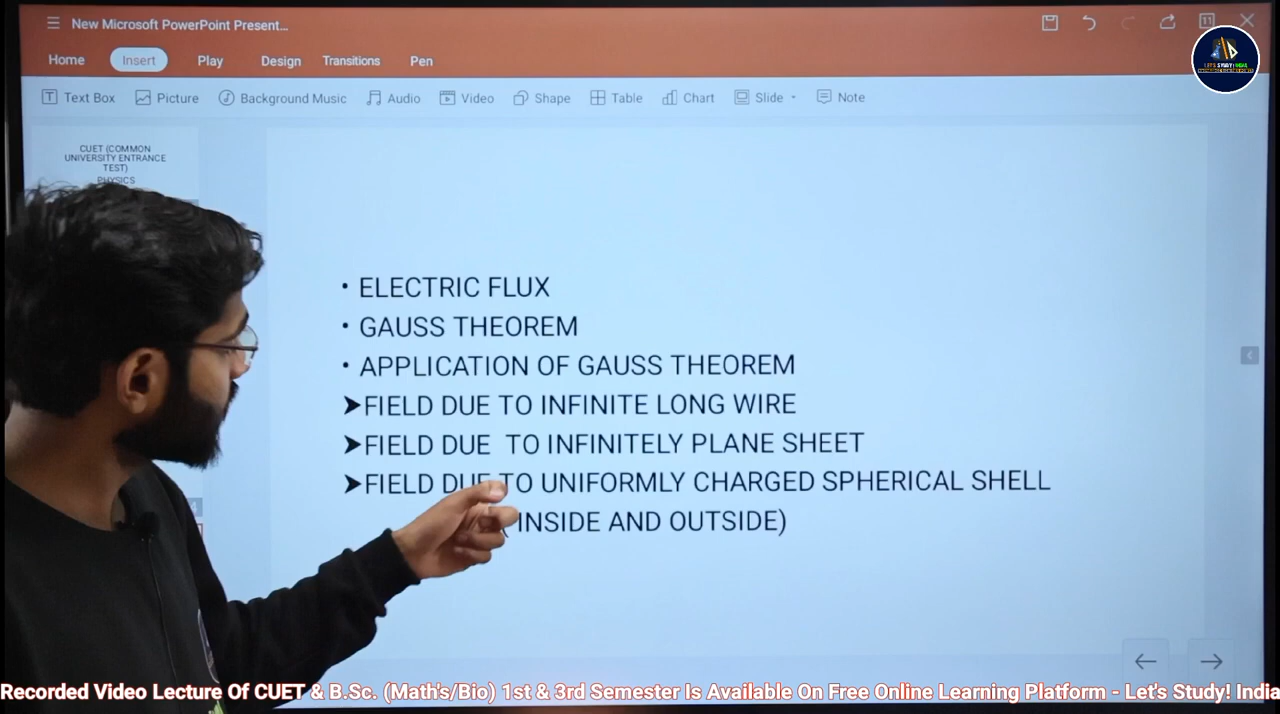 New Microsoft PowerPoint Present...
11
Home Insert Play Design Transitions Pen
Text Box Picture Background Music Audio Video Shape Table Chart Slide Note
LET'S STUDY! INDIA
CUET (COMMON
UNIVERSITY ENTRANCE
TEST)
PHYSICS
• ELECTRIC FLUX
• GAUSS THEOREM
• APPLICATION OF GAUSS THEOREM
➤FIELD DUE TO INFINITE LONG WIRE
➤FIELD DUE TO INFINITELY PLANE SHEET
➤FIELD DUE TO UNIFORMLY CHARGED SPHERICAL SHELL
( INSIDE AND OUTSIDE)
Recorded Video Lecture Of CUET & B.Sc. (Math's/Bio) 1st & 3rd Semester Is Available On Free Online Learning Platform - Let's Study! India